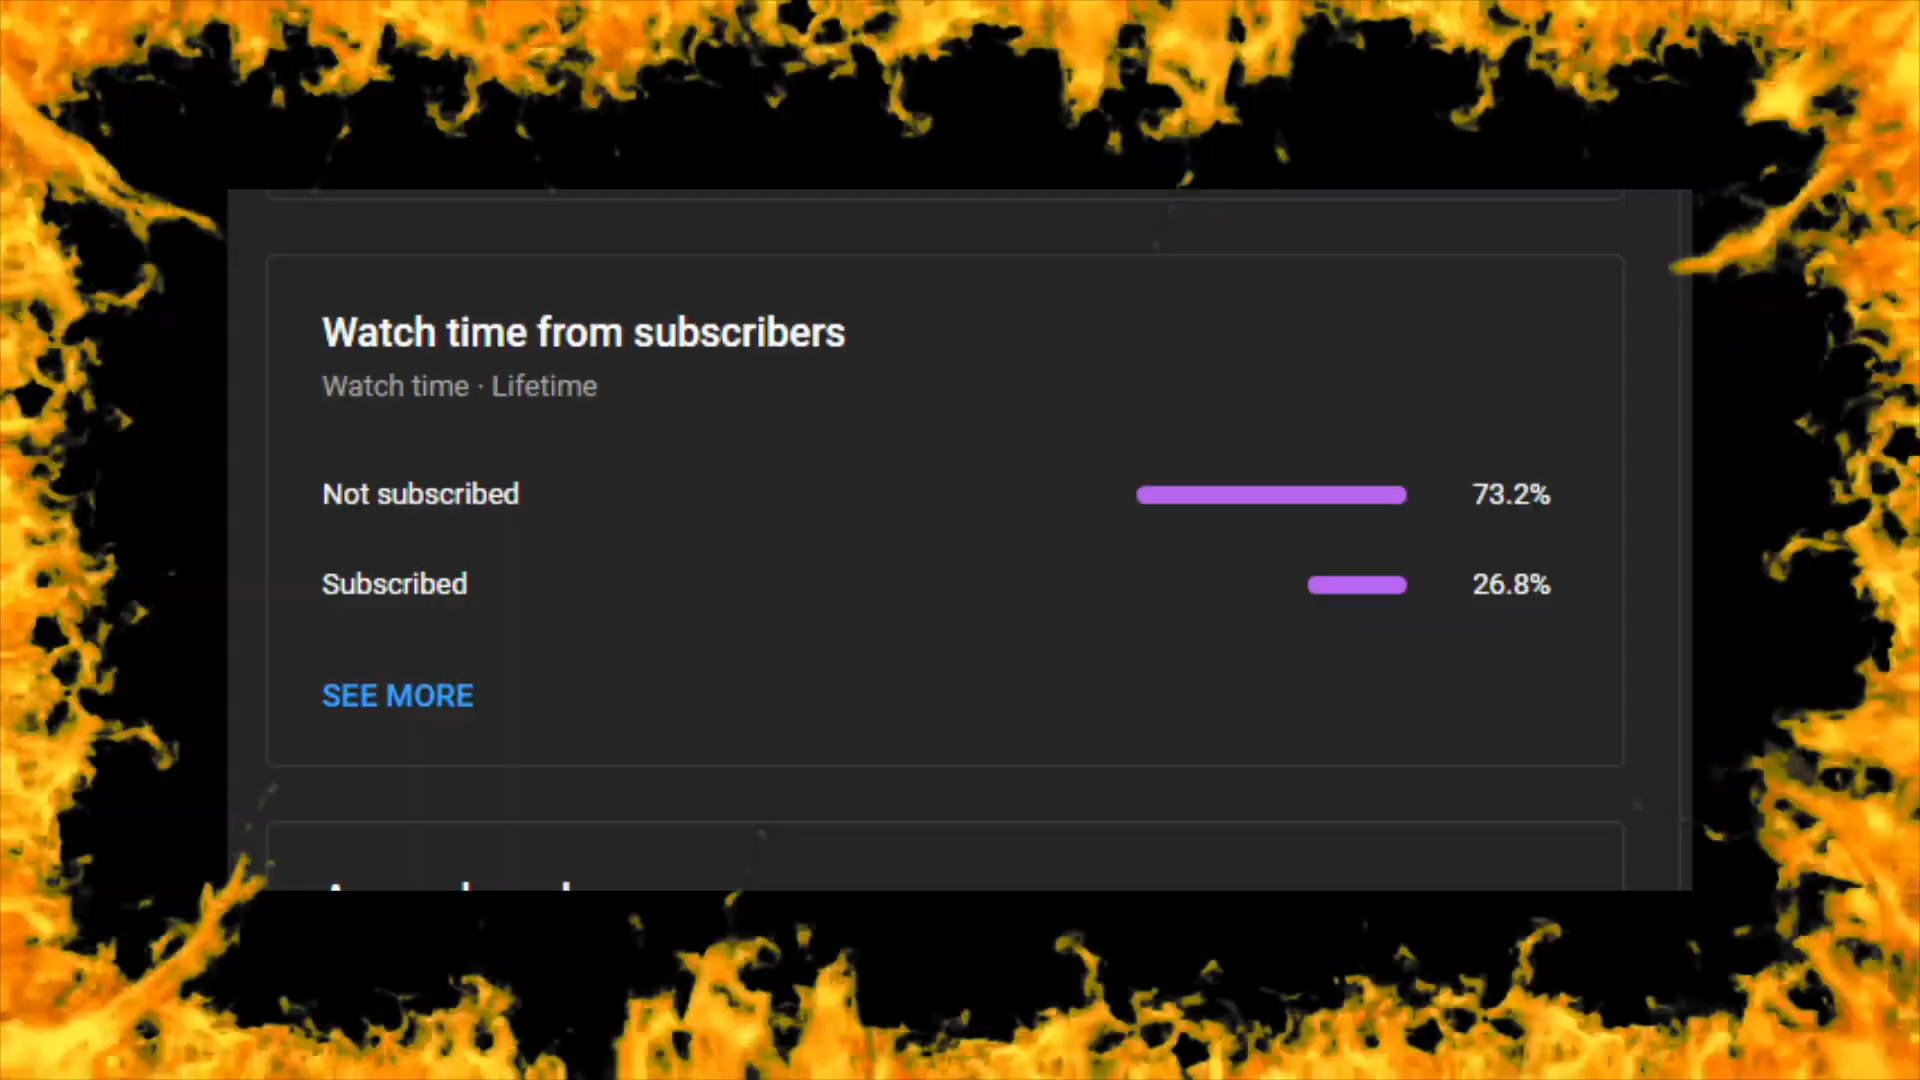 Watch time from subscribers
Watch time · Lifetime
Not subscribed 73.2%
Subscribed 26.8%
SEE MORE